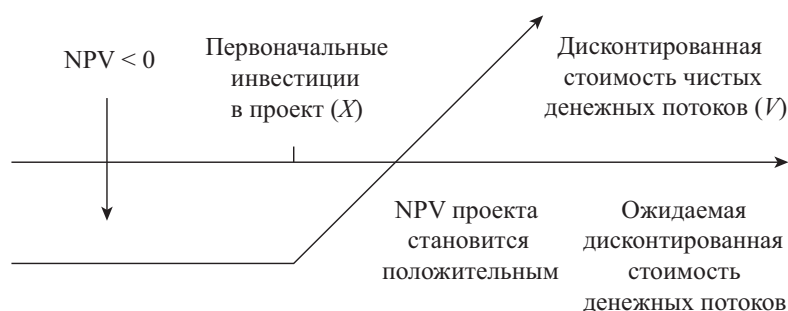 NPV < 0
Первоначальные
инвестиции
в проект (X)
Дисконтированная
стоимость чистых
денежных потоков (V)
NPV проекта
становится
положительным
Ожидаемая
дисконтированная
стоимость
денежных потоков